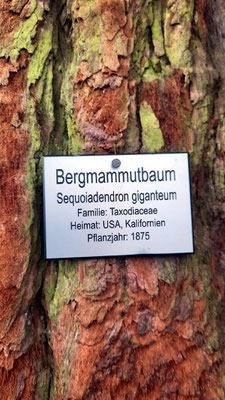 Bergmammutbaum
Sequoiadendron giganteum
Familie: Taxodiaceae
Heimat: USA, Kalifornien
Pflanzjahr: 1875